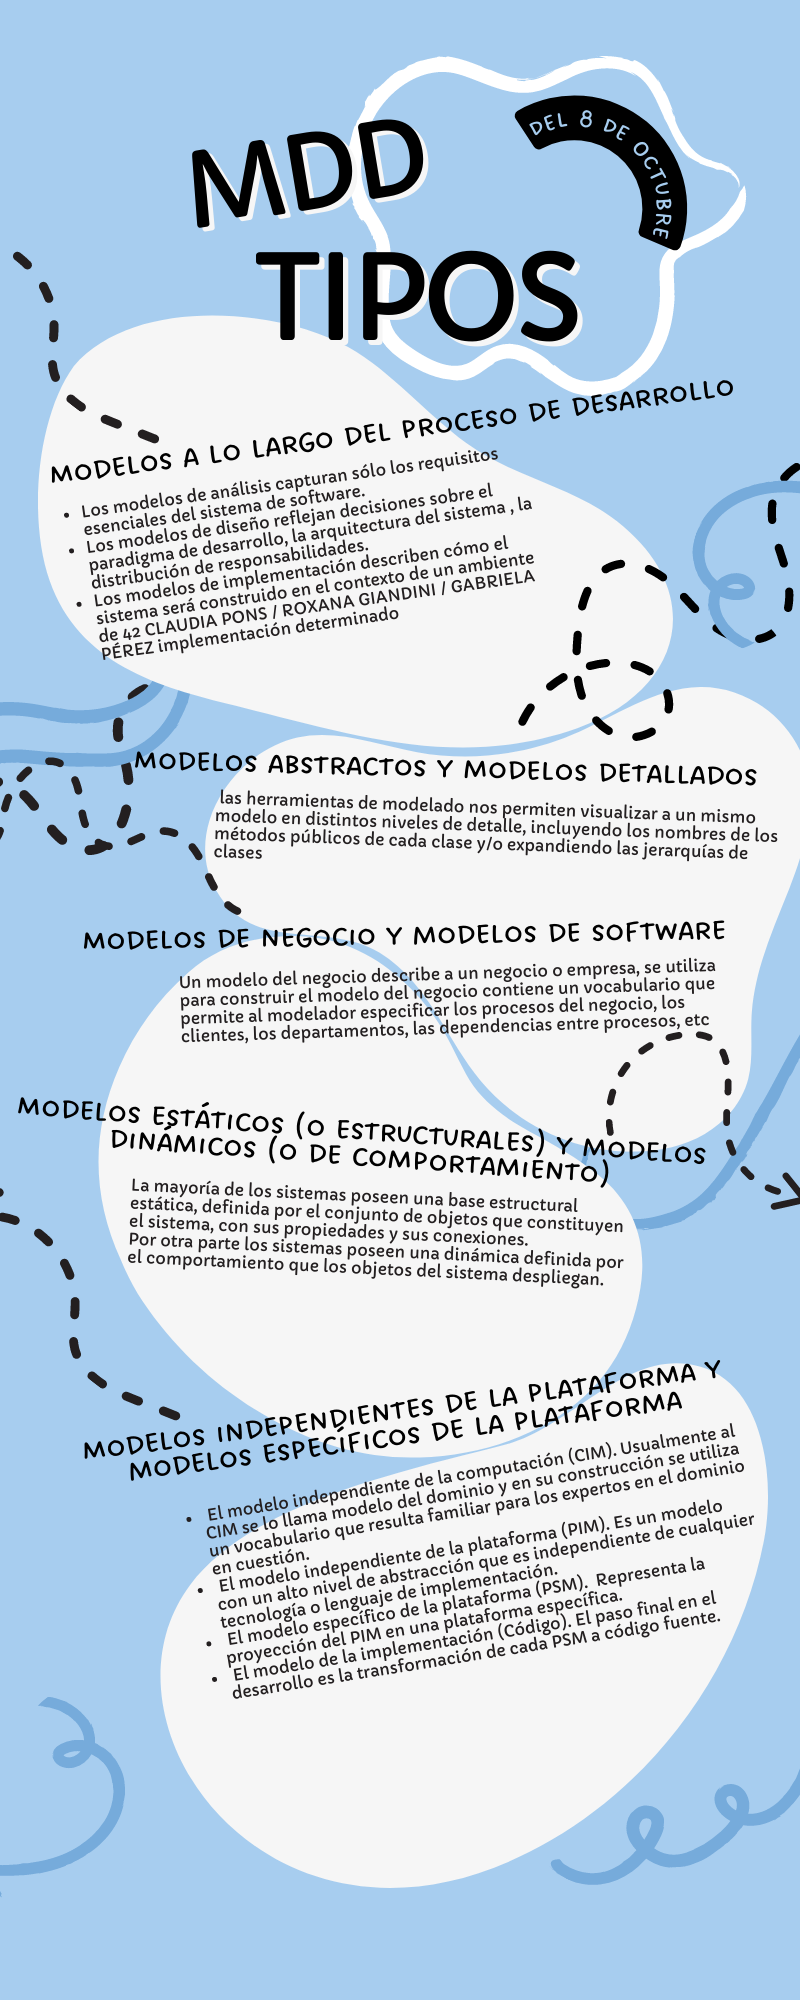 MDD
DEL 8 DE OCTUBRE
TIPOS
MODELOS A LO LARGO DEL PROCESO DE DESARROLLO
• Los modelos de análisis capturan sólo los requisitos
esenciales del sistema de software.
• Los modelos de diseño reflejan decisiones sobre el
paradigma de desarrollo, la arquitectura del sistema , la
distribución de responsabilidades.
• Los modelos de implementación describen cómo el
sistema será construido en el contexto de un ambiente
de 42 CLAUDIA PONS / ROXANA GIANDINI / GABRIELA
PÉREZ implementación determinado
MODELOS ABSTRACTOS Y MODELOS DETALLADOS
las herramientas de modelado nos permiten visualizar a un mismo
modelo en distintos niveles de detalle, incluyendo los nombres de los
métodos públicos de cada clase y/o expandiendo las jerarquías de
clases
MODELOS DE NEGOCIO Y MODELOS DE SOFTWARE
Un modelo del negocio describe a un negocio o empresa, se utiliza
para construir el modelo del negocio contiene un vocabulario que
permite al modelador especificar los procesos del negocio, los
clientes, los departamentos, las dependencias entre procesos, etc
MODELOS ESTÁTICOS (O ESTRUCTURALES) Y MODELOS
DINÁMICOS (O DE COMPORTAMIENTO)
La mayoría de los sistemas poseen una base estructural
estática, definida por el conjunto de objetos que constituyen
el sistema, con sus propiedades y sus conexiones.
Por otra parte los sistemas poseen una dinámica definida por
el comportamiento que los objetos del sistema despliegan.
MODELOS INDEPENDIENTES DE LA PLATAFORMA Y
MODELOS ESPECÍFICOS DE LA PLATAFORMA
• El modelo independiente de la computación (CIM). Usualmente al
CIM se lo llama modelo del dominio y en su construcción se utiliza
un vocabulario que resulta familiar para los expertos en el dominio
en cuestión.
• El modelo independiente de la plataforma (PIM). Es un modelo
con un alto nivel de abstracción que es independiente de cualquier
tecnología o lenguaje de implementación.
• El modelo específico de la plataforma (PSM). Representa la
proyección del PIM en una plataforma específica.
• El modelo de la implementación (Código). El paso final en el
desarrollo es la transformación de cada PSM a código fuente.